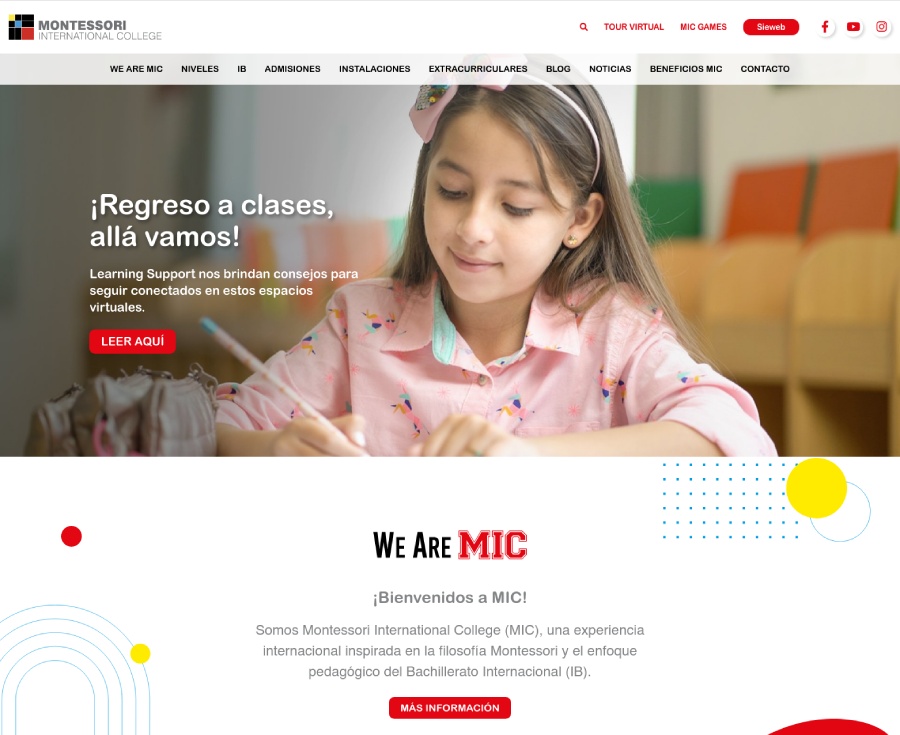 MONTESSORI
INTERNATIONAL COLLEGE
TOUR VIRTUAL MIC GAMES Sieweb
WE ARE MIC NIVELES IB ADMISIONES INSTALACIONES EXTRACURRICULARES BLOG NOTICIAS BENEFICIOS MIC CONTACTO
¡Regreso a clases,
allá vamos!
Learning Support nos brindan consejos para
seguir conectados en estos espacios
virtuales.
LEER AQUÍ
WE ARE MIC
¡Bienvenidos a MIC!
Somos Montessori International College (MIC), una experiencia
internacional inspirada en la filosofía Montessori y el enfoque
pedagógico del Bachillerato Internacional (IB).
MÁS INFORMACIÓN